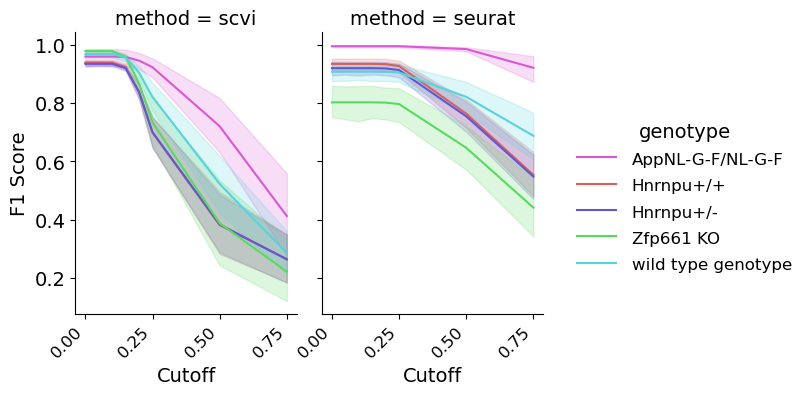 method = scvi
method = seurat
F1 Score
1.0
0.8
0.6
0.4
0.2
0.00
0.25
0.50
0.75
Cutoff
0.00
0.25
0.50
0.75
Cutoff
genotype
AppNL-G-F/NL-G-F
Hnrnpu+/+
Hnrnpu+/-
Zfp661 KO
wild type genotype